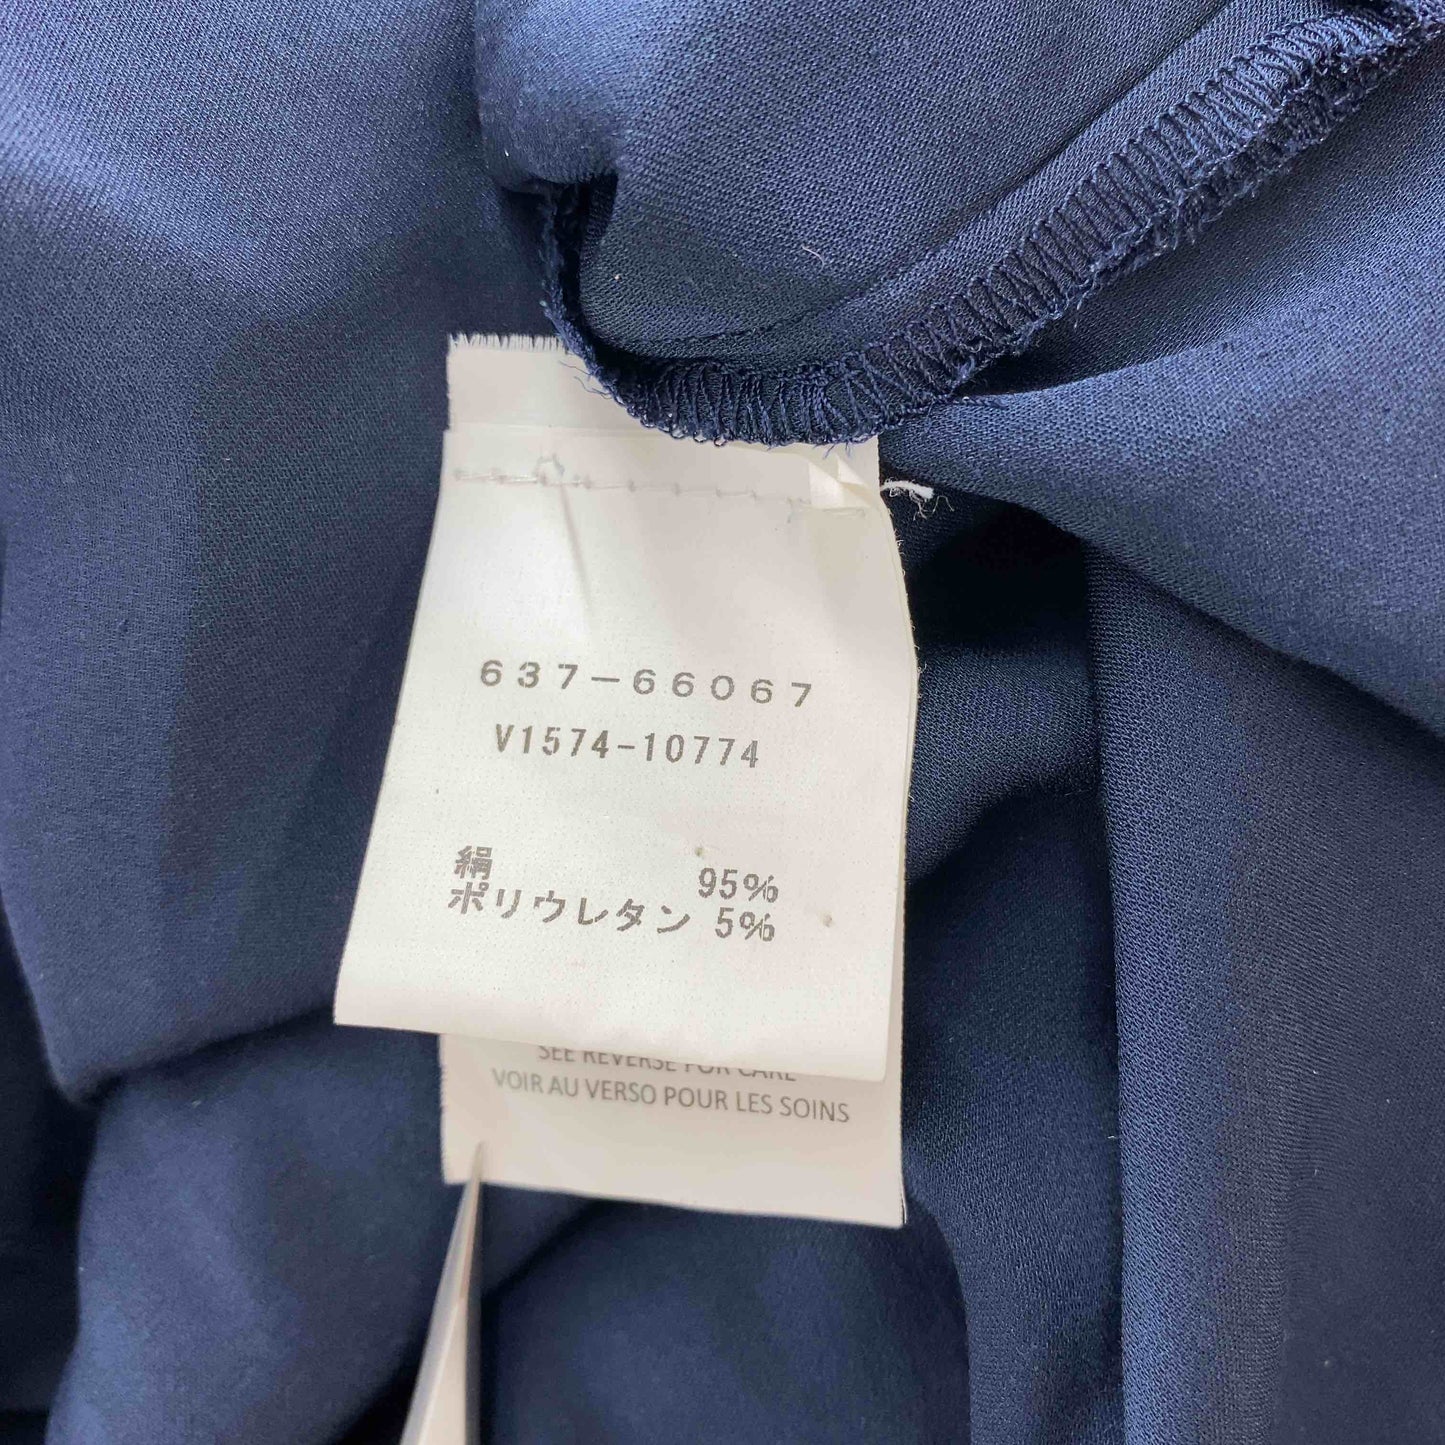 637-66067
V1574-10774
絹 95%
ポリウレタン 5%
SEE REVERSE FOR CARE
VOIR AU VERSO POUR LES SOINS